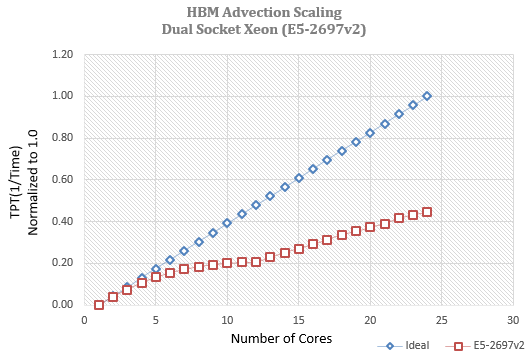 HBM Advection Scaling
Dual Socket Xeon (E5-2697v2)
1.20
1.00
0.80
0.60
0.40
0.20
0.00
TPT(1/Time)
Normalized to 1.0
0
5
10
15
20
25
30
Number of Cores
Ideal
E5-2697v2